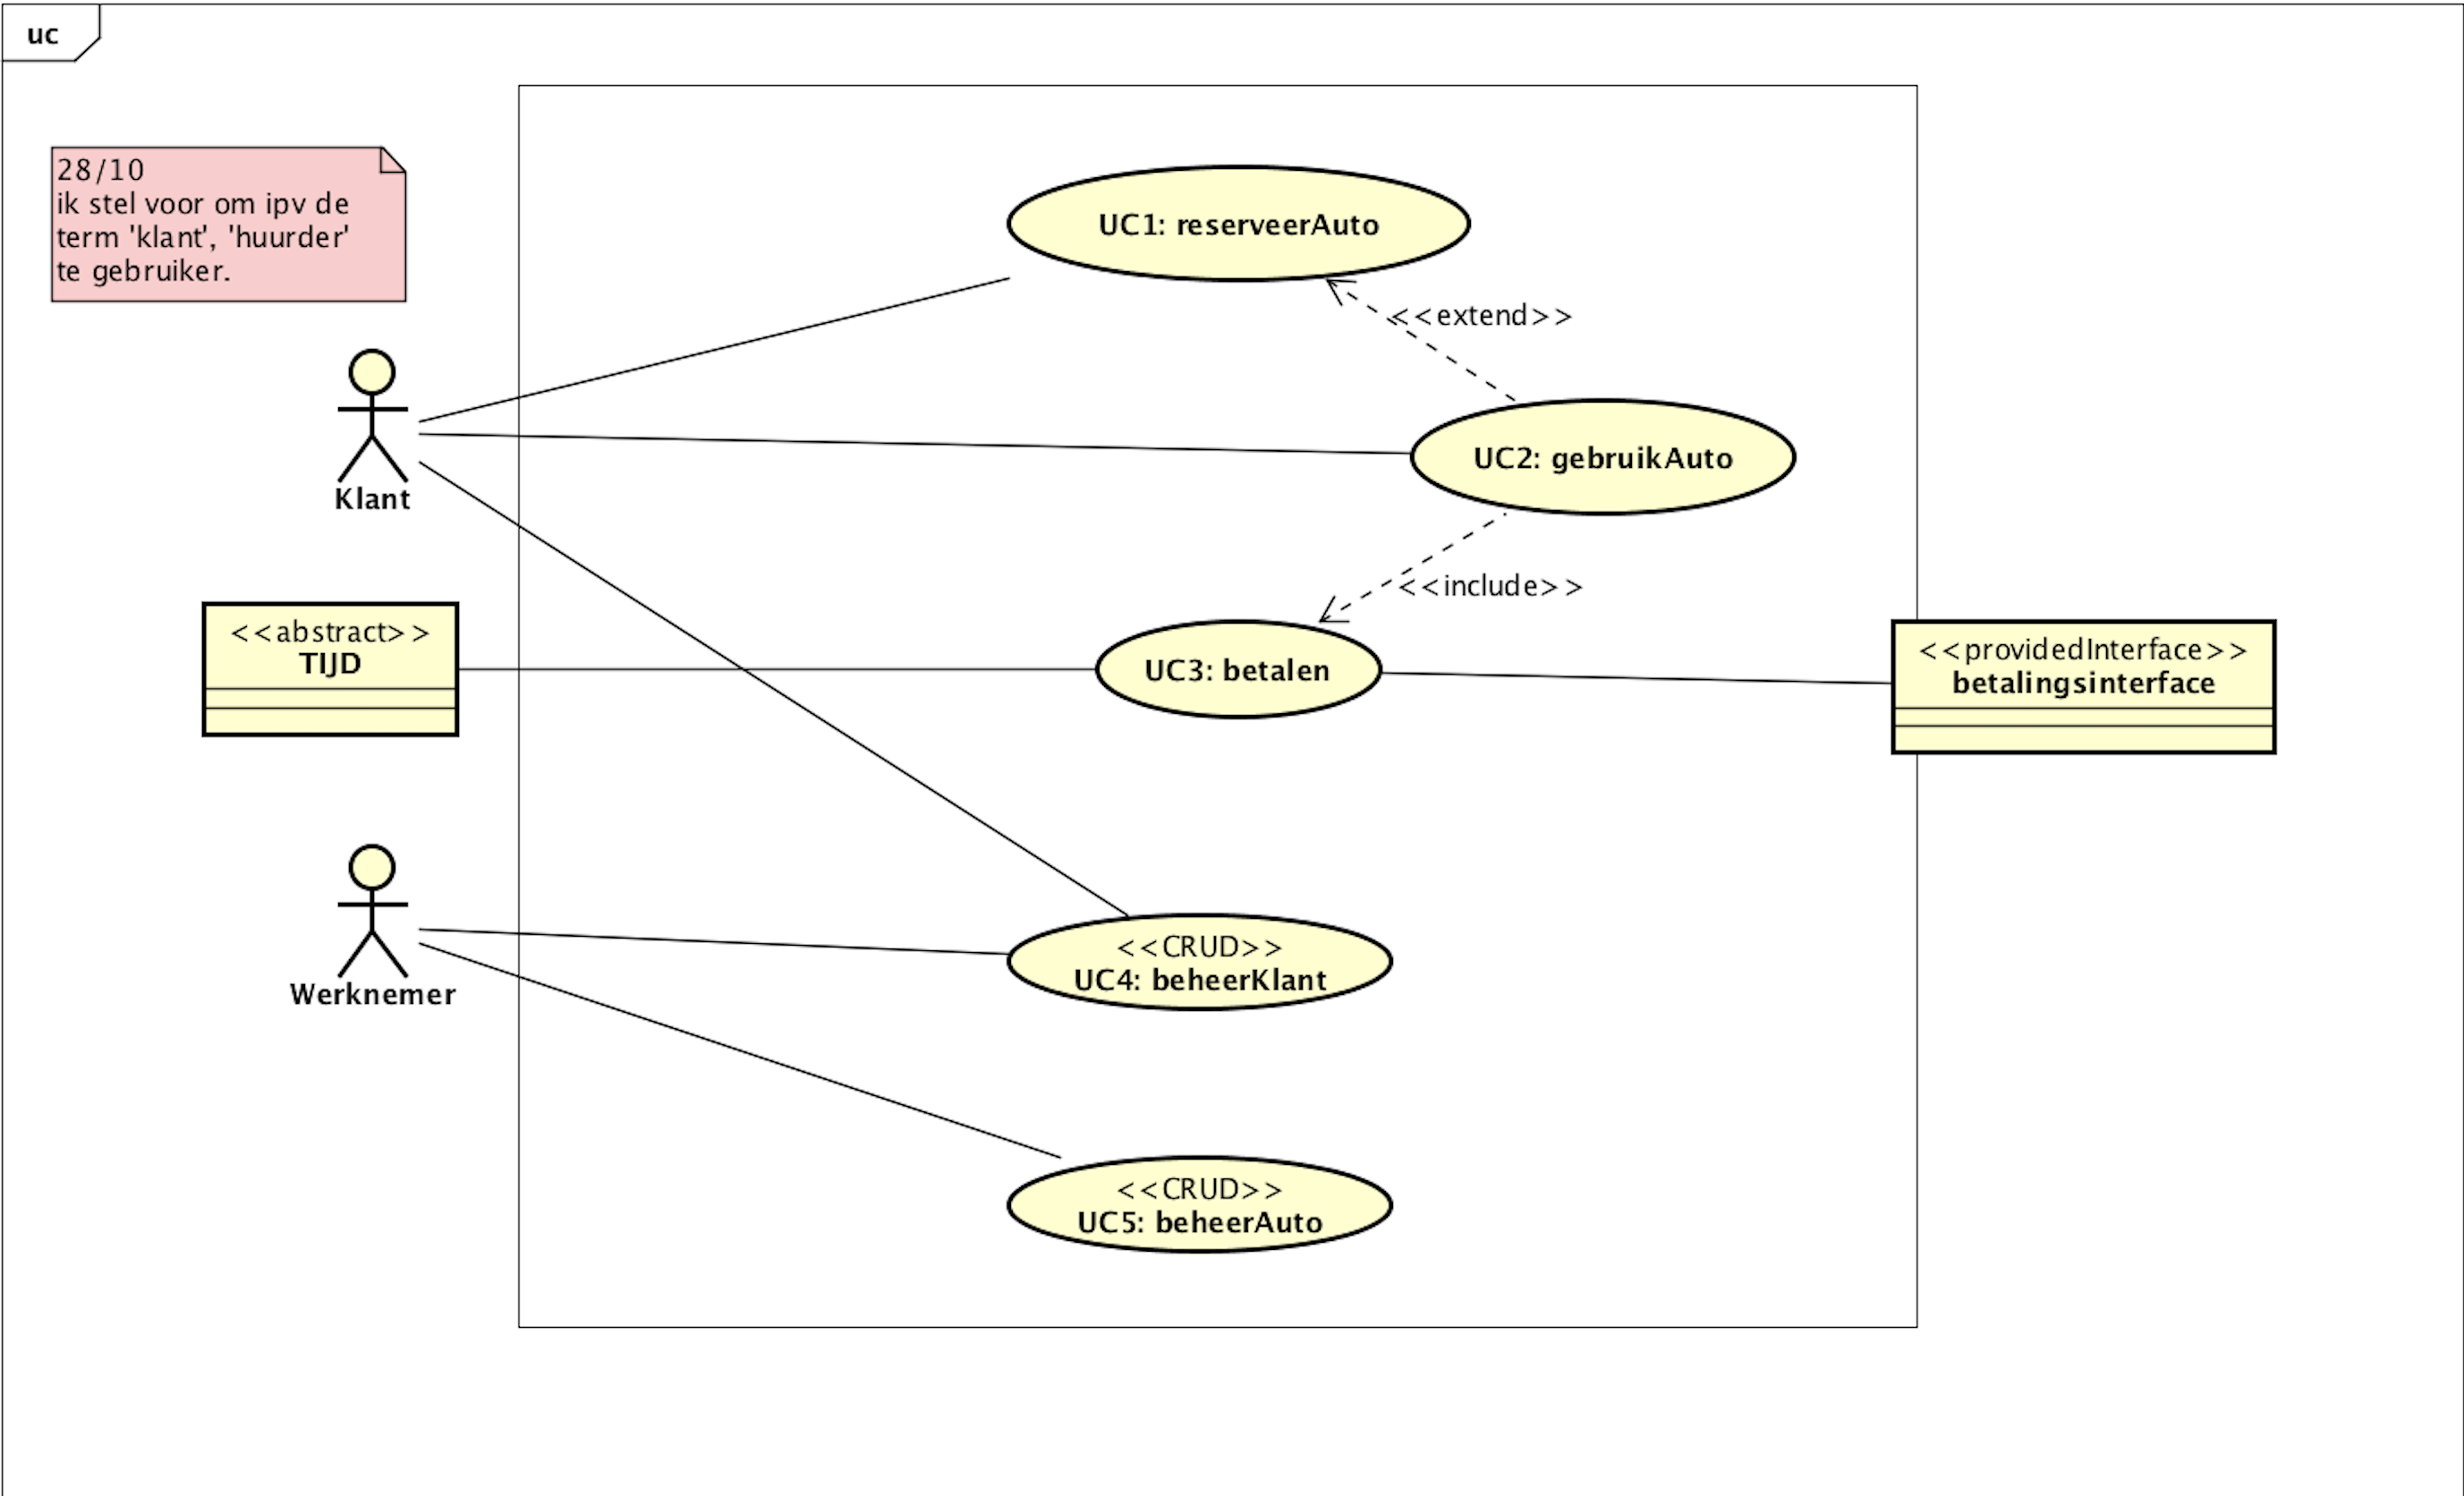 uc
28/10
ik stel voor om ipv de
term 'klant', 'huurder'
te gebruiker.
UC1: reserveerAuto
<<extend>>
Klant
UC2: gebruikAuto
<<include>>
<<abstract>>
TIJD
UC3: betalen
<<providedInterface>>
betalingsinterface
Werknemer
<<CRUD>>
UC4: beheerKlant
<<CRUD>>
UC5: beheerAuto